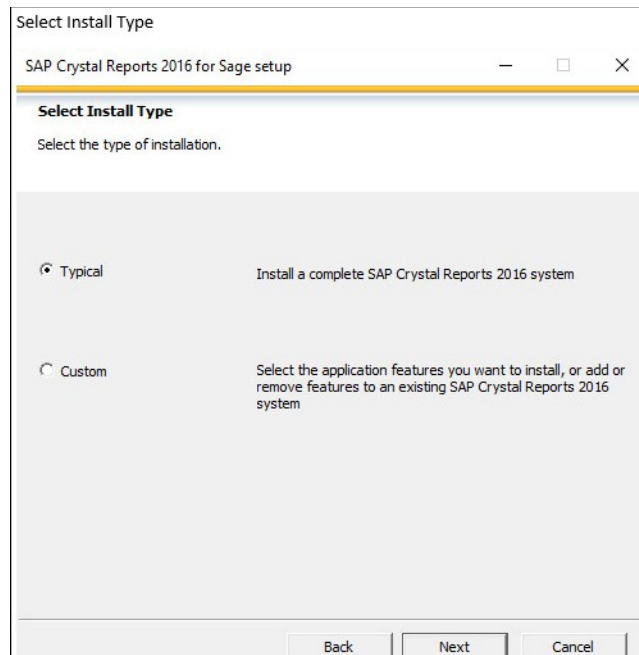 Select Install Type
SAP Crystal Reports 2016 for Sage setup
Select Install Type
Select the type of installation.
Typical
Install a complete SAP Crystal Reports 2016 system
Custom
Select the application features you want to install, or add or
remove features to an existing SAP Crystal Reports 2016
system
Back
Next
Cancel